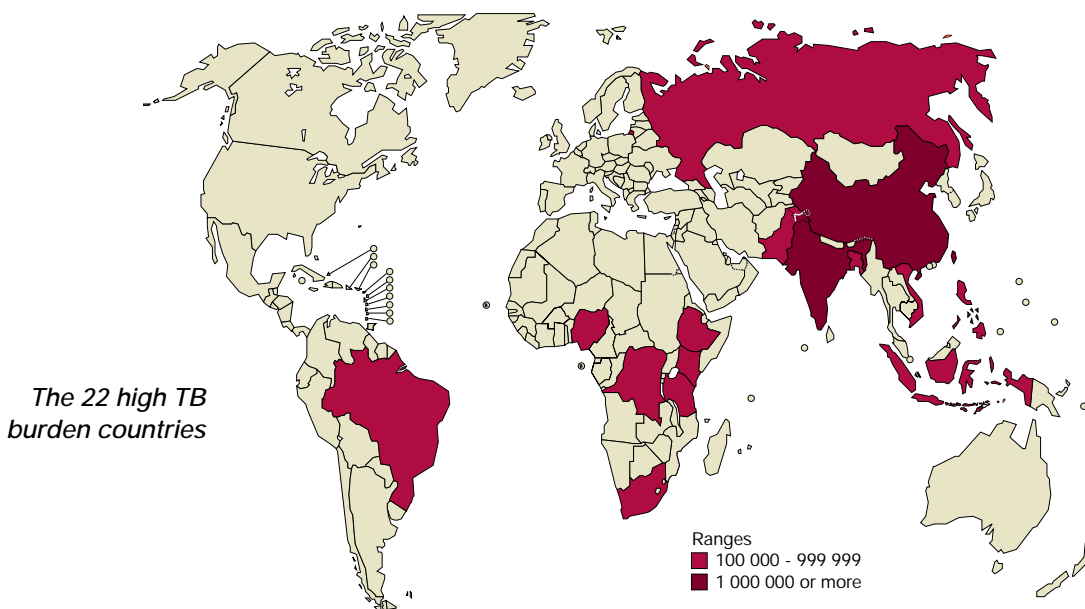 The 22 high TB
burden countries
Ranges
100 000 - 999 999
1 000 000 or more